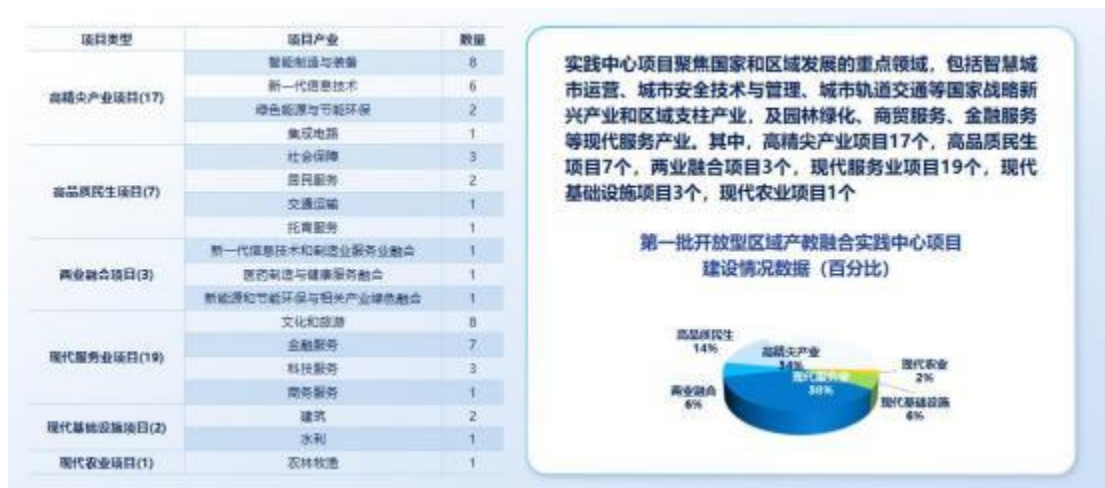 项目类型 项目产业 数量
高精尖产业项目(17) 智能制造与装备 8
新一代信息技术 6
绿色能源与节能环保 2
集成电路 1
高品质民生项目(7) 社会保障 3
居民服务 2
交通运输 1
托育服务 1
两业融合项目(3) 新一代信息技术和制造业服务业融合 1
医药制造与健康服务融合 1
新能源和节能环保与相关产业绿色融合 1
现代服务业项目(19) 文化和旅游 8
金融服务 7
科技服务 3
商务服务 1
现代基础设施项目(2) 建筑 2
水利 1
现代农业项目(1) 农林牧渔 1
实践中心项目聚焦国家和区域发展的重点领域，包括智慧城
市运营、城市安全技术与管理、城市轨道交通等国家战略新
兴产业和区域支柱产业，及园林绿化、商贸服务、金融服务
等现代服务产业。其中，高精尖产业项目17个，高品质民生
项目7个，两业融合项目3个，现代服务业项目19个，现代
基础设施项目3个，现代农业项目1个
第一批开放型区域产教融合实践中心项目
建设情况数据（百分比）
高品质民生
14%
高精尖产业
34%
现代服务业
38%
现代农业
2%
两业融合
6%
现代基础设施
6%